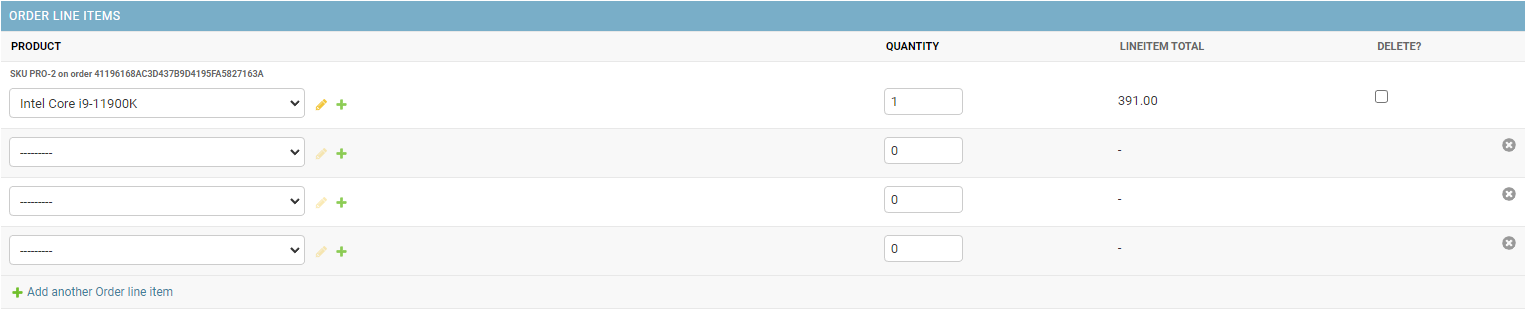 ORDER LINE ITEMS
PRODUCT QUANTITY LINEITEM TOTAL DELETE?
SKU PRO-2 on order 41196168AC3D437B9D4195FA5827163A
Intel Core i9-11900K 1 391.00
--------- 0 -
--------- 0 -
--------- 0 -
Add another Order line item